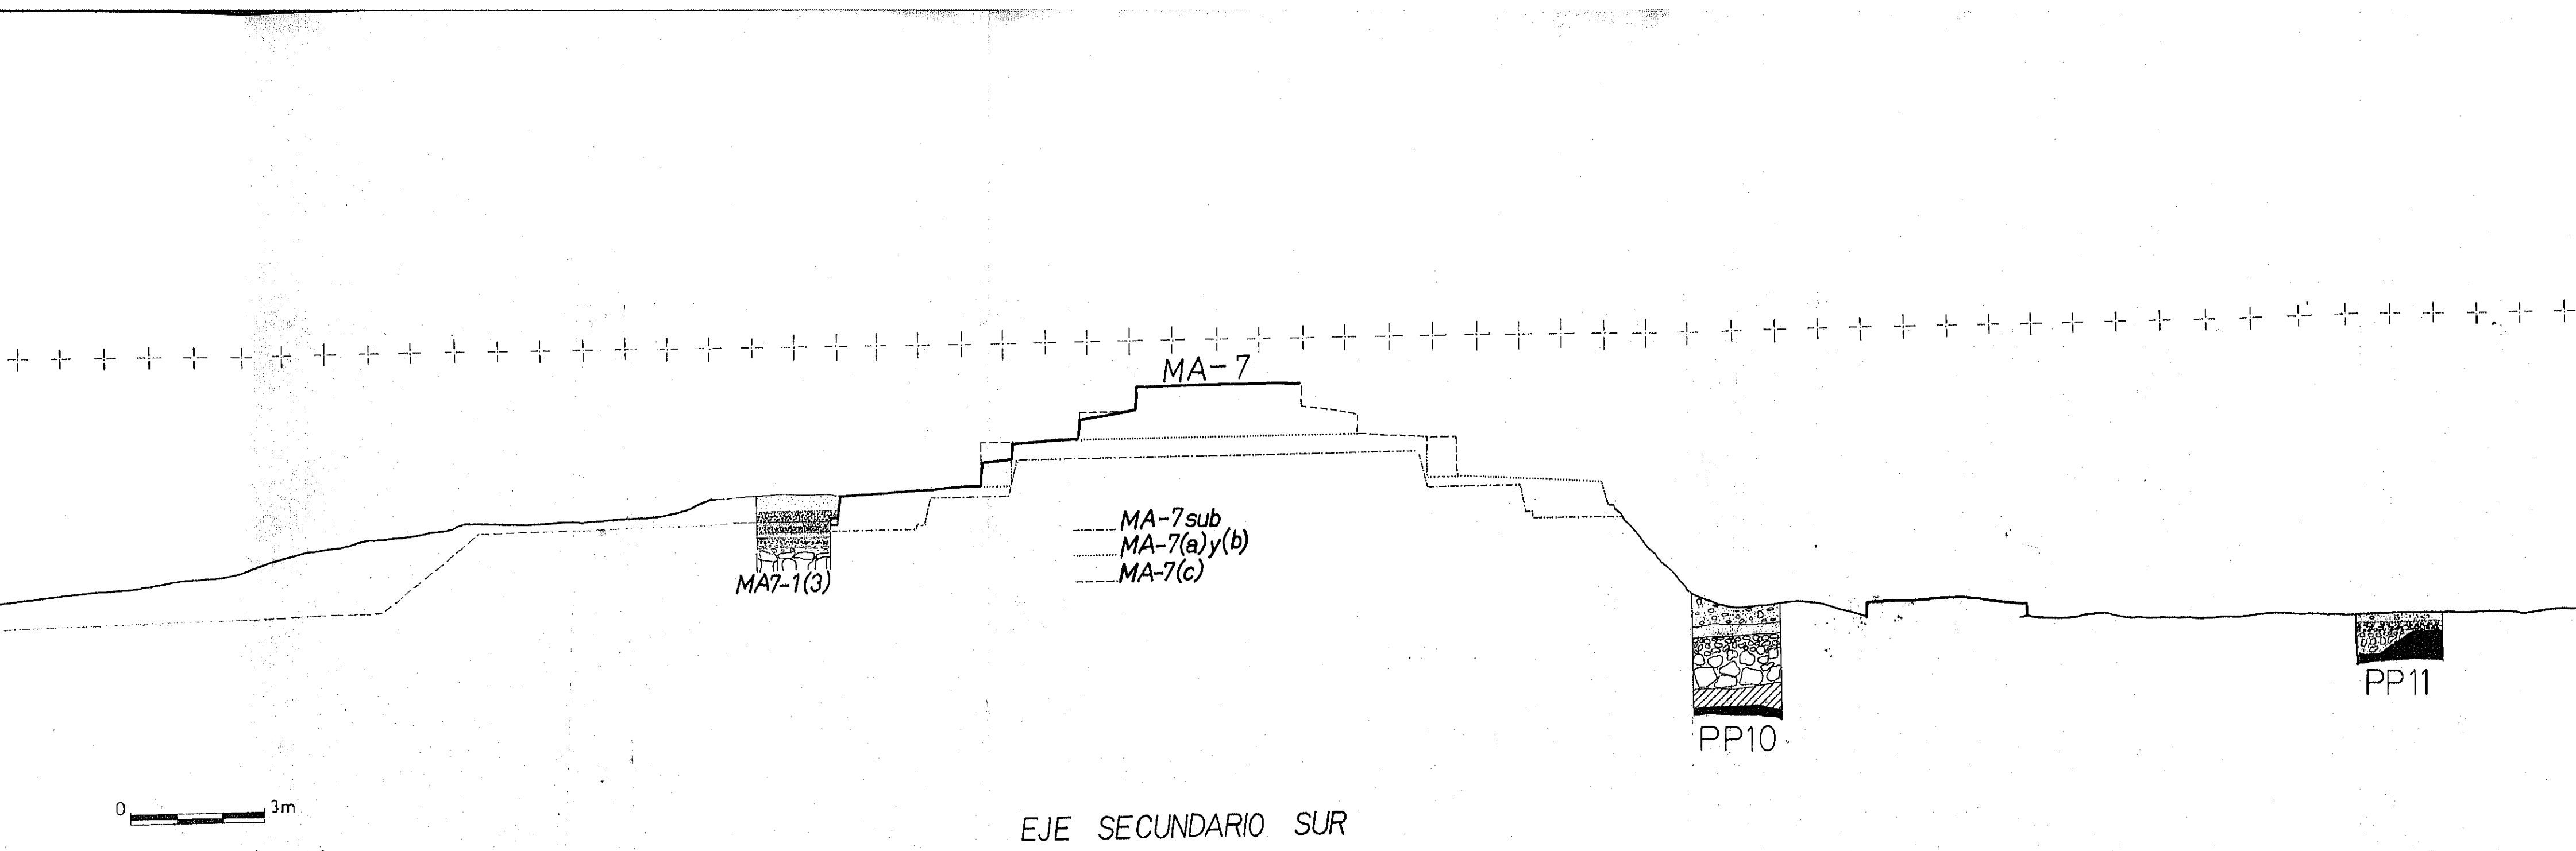 MA-7
MA-7sub
MA-7(a)y(b)
MA-7(c)
MA7-1(3)
PP11
PP10
0 3m
EJE SECUNDARIO SUR